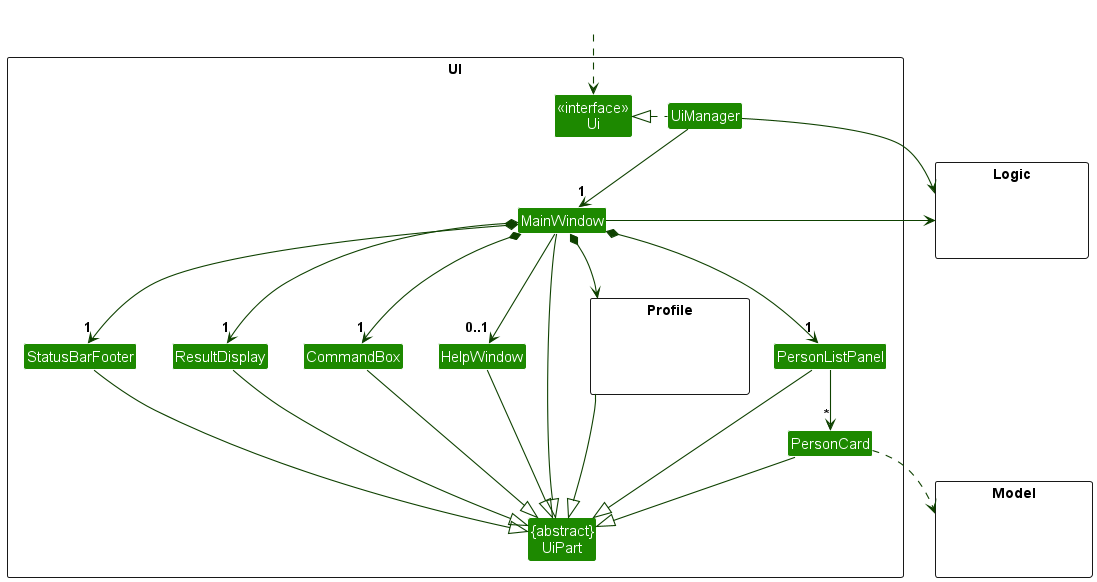 UI
«interface»
Ui
UiManager
Logic
1
MainWindow
Profile
1
1
1
0..1
1
StatusBarFooter
ResultDisplay
CommandBox
HelpWindow
PersonListPanel
*
PersonCard
Model
{abstract}
UiPart